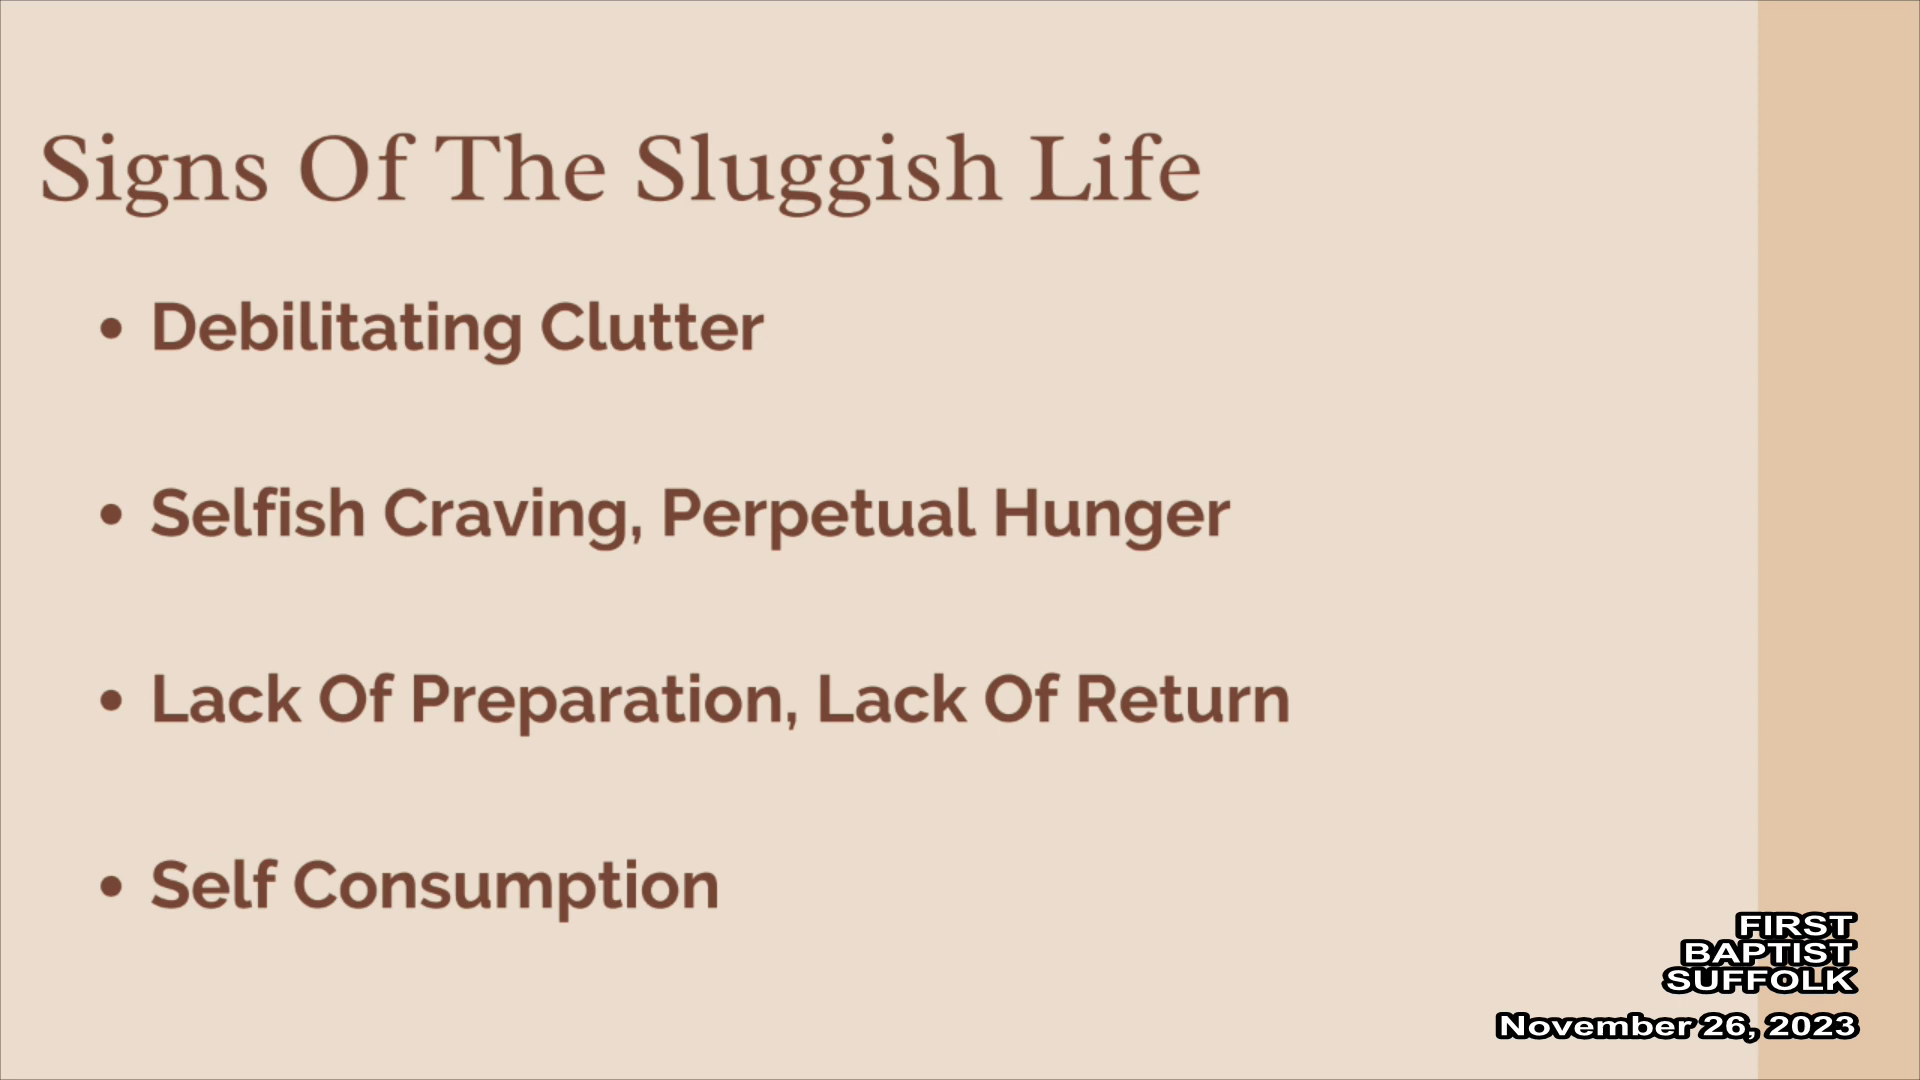 Signs Of The Sluggish Life
• Debilitating Clutter
• Selfish Craving, Perpetual Hunger
• Lack Of Preparation, Lack Of Return
• Self Consumption
FIRST
BAPTIST
SUFFOLK
November 26, 2023